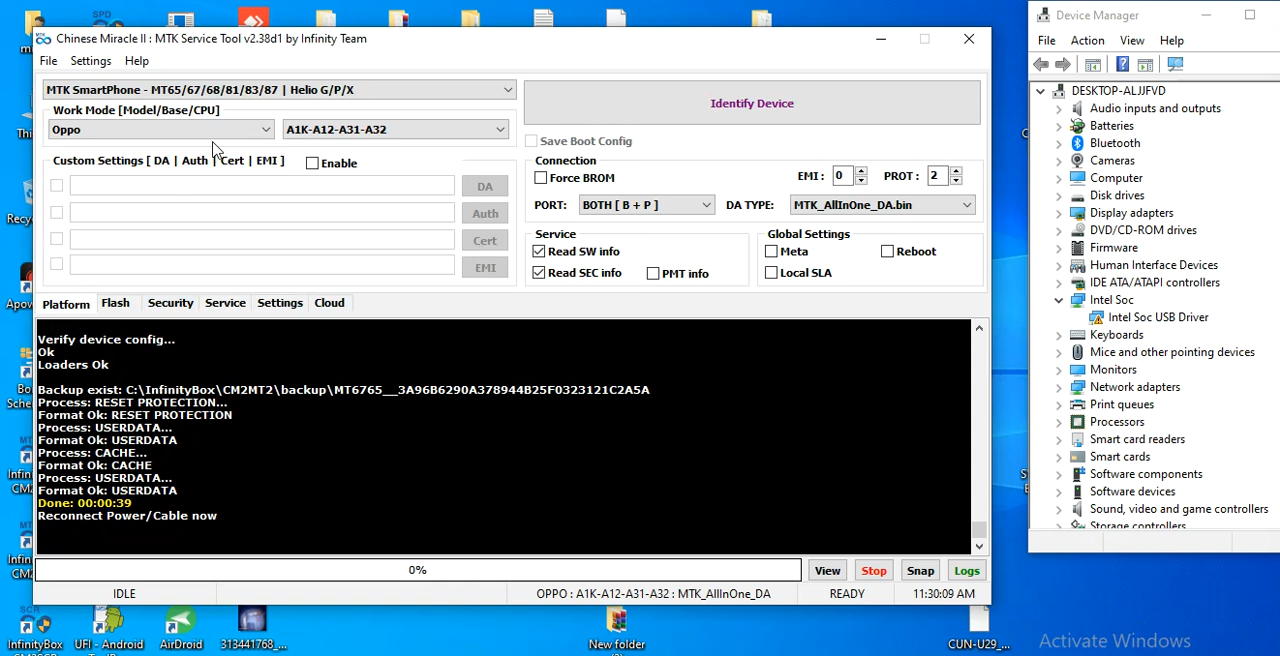 SPD
Chinese Miracle II : MTK Service Tool v2.38d1 by Infinity Team
File Settings Help
MTK SmartPhone - MT65/67/68/81/83/87 | Helio G/P/X
Work Mode [Model/Base/CPU]
Oppo
A1K-A12-A31-A32
Identify Device
Save Boot Config
Custom Settings [ DA | Auth | Cert | EMI ]
Enable
DA
Auth
Cert
EMI
Connection
Force BROM
EMI : 0
PROT : 2
PORT: BOTH [ B + P ]
DA TYPE: MTK_AllInOne_DA.bin
Service
Read SW info
Read SEC info
PMT info
Global Settings
Meta
Reboot
Local SLA
Platform Flash Security Service Settings Cloud
Verify device config...
Ok
Loaders Ok
Backup exist: C:\InfinityBox\CM2MT2\backup\MT6765__3A96B6290A378944B25F0323121C2A5A
Process: RESET PROTECTION...
Format Ok: RESET PROTECTION
Process: USERDATA...
Format Ok: USERDATA
Process: CACHE...
Format Ok: CACHE
Process: USERDATA...
Format Ok: USERDATA
Done: 00:00:39
Reconnect Power/Cable now
0%
View Stop Snap Logs
IDLE
OPPO : A1K-A12-A31-A32 : MTK_AllInOne_DA
READY
11:30:09 AM
Device Manager
File Action View Help
DESKTOP-ALJJFVD
Audio inputs and outputs
Batteries
Bluetooth
Cameras
Computer
Disk drives
Display adapters
DVD/CD-ROM drives
Firmware
Human Interface Devices
IDE ATA/ATAPI controllers
Intel Soc
Intel Soc USB Driver
Keyboards
Mice and other pointing devices
Monitors
Network adapters
Print queues
Processors
Smart card readers
Smart cards
Software components
Software devices
Sound, video and game controllers
Storage controllers
InfinityBox
UFI - Android
AirDroid
313441768_...
New folder
CUN-U29_...
Activate Windows